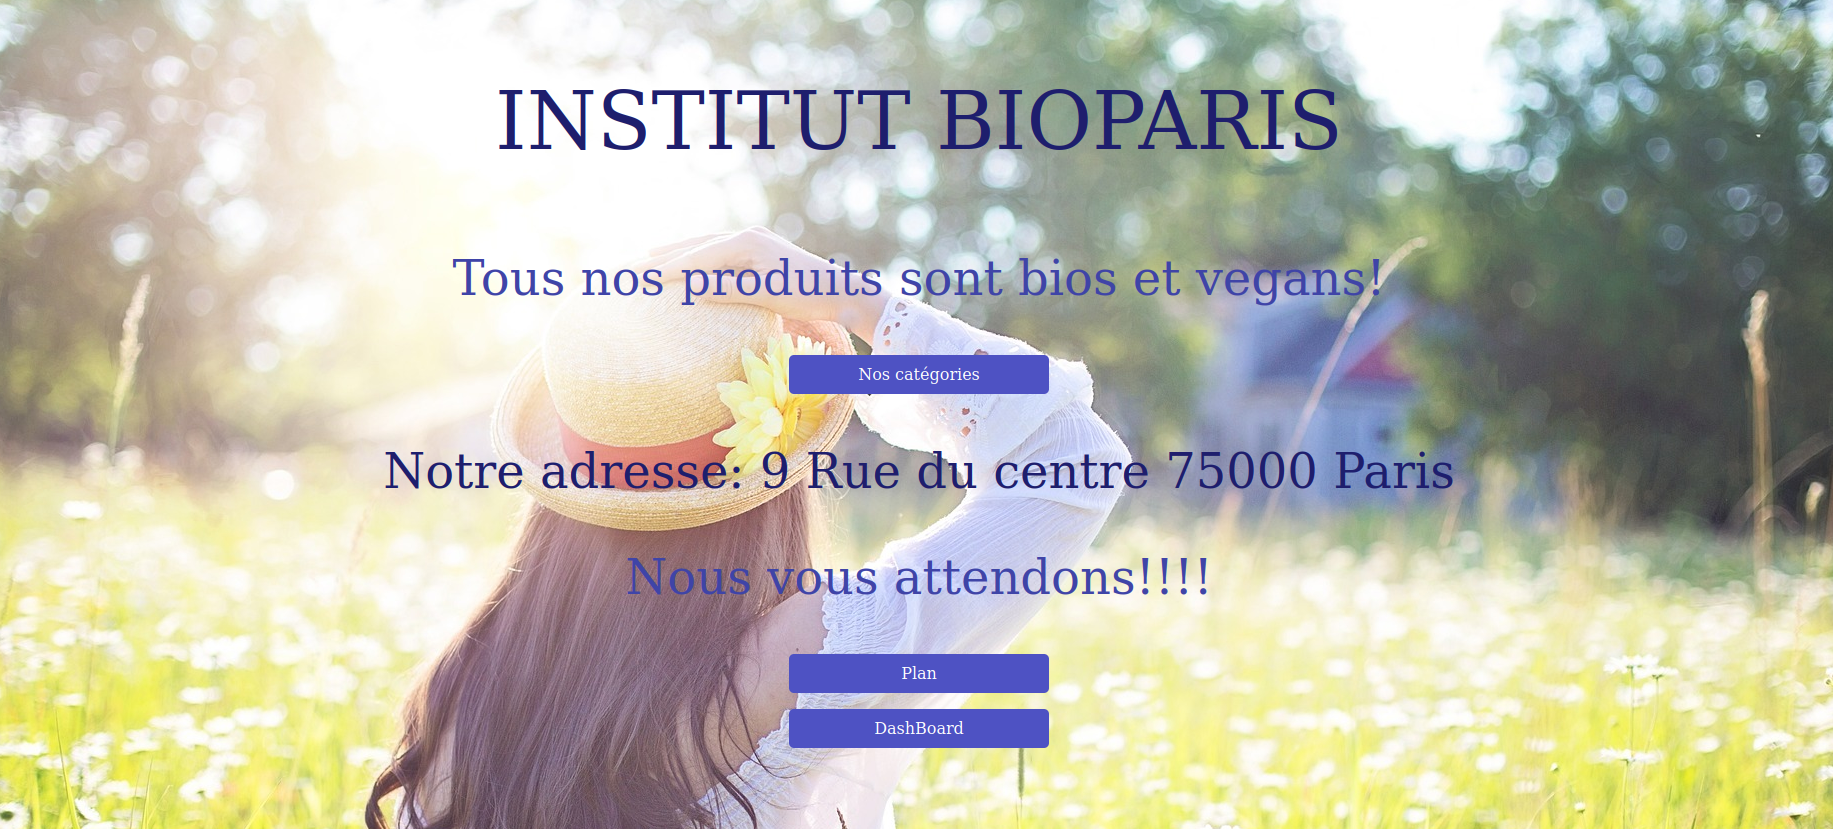 INSTITUT BIOPARIS
Tous nos produits sont bios et vegans!
Nos catégories
Notre adresse: 9 Rue du centre 75000 Paris
Nous vous attendons!!!!
Plan
DashBoard